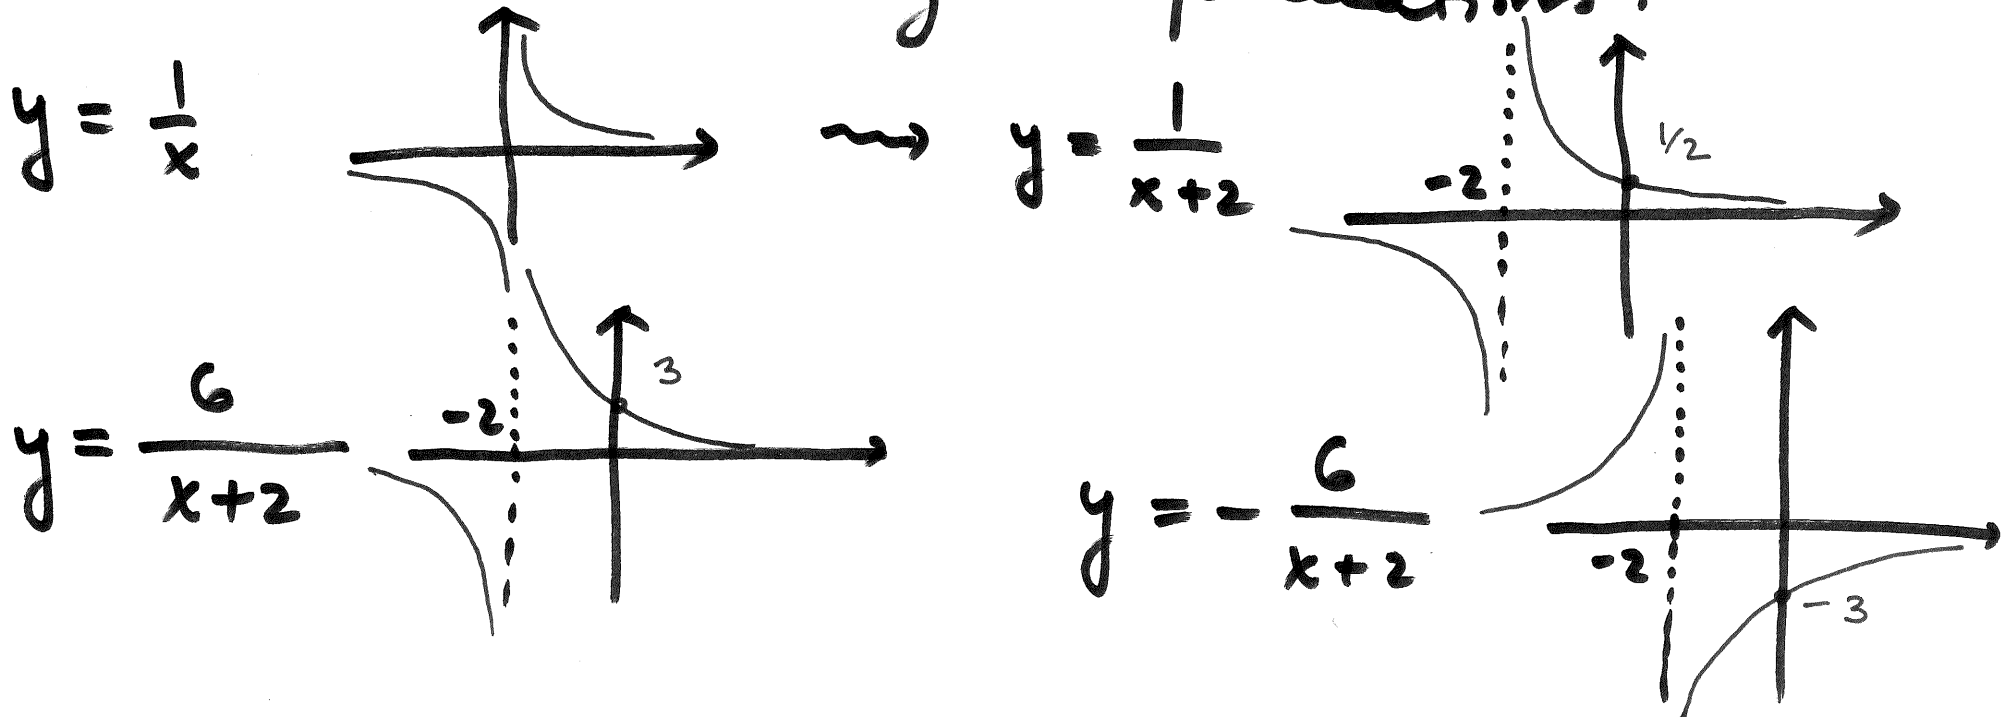 y = 1/x
y = 1/(x+2)
-2
1/2
y = 6/(x+2)
-2
3
y = - 6/(x+2)
-2
-3